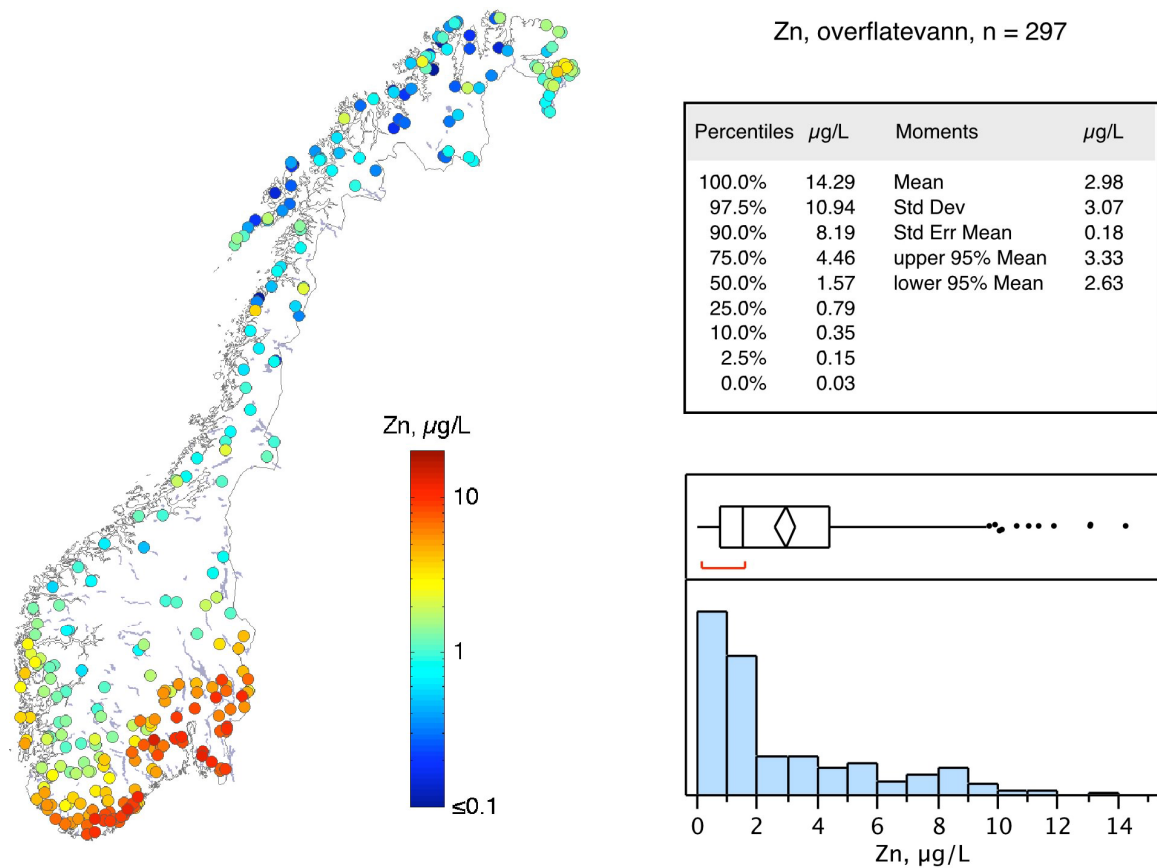 Zn, overflatevann, n = 297
Percentiles µg/L Moments µg/L
100.0% 14.29 Mean 2.98
97.5% 10.94 Std Dev 3.07
90.0% 8.19 Std Err Mean 0.18
75.0% 4.46 upper 95% Mean 3.33
50.0% 1.57 lower 95% Mean 2.63
25.0% 0.79
10.0% 0.35
2.5% 0.15
0.0% 0.03
Zn, µg/L
10
1
≤0.1
0 2 4 6 8 10 12 14
Zn, µg/L